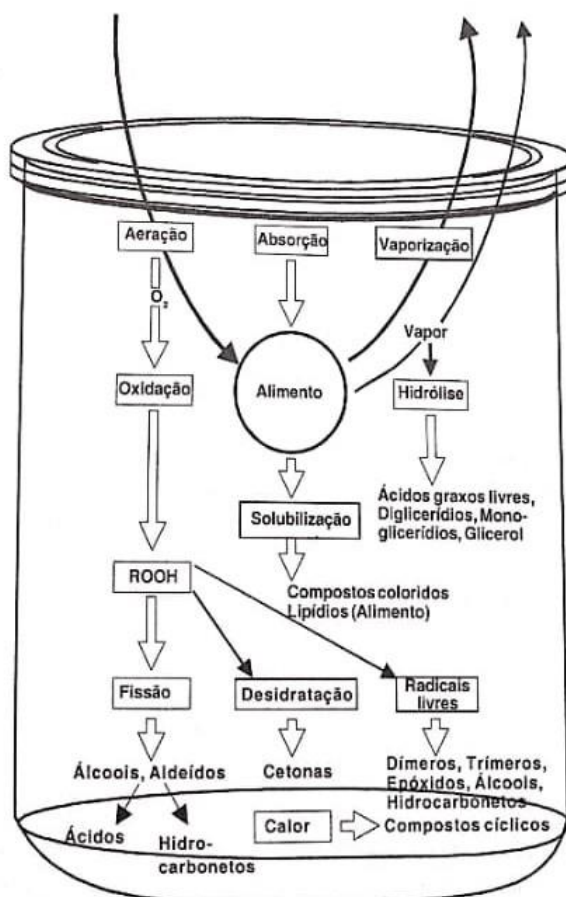 Aeração
Absorção
Vaporização
O₂
Vapor
Oxidação
Alimento
Hidrólise
Ácidos graxos livres,
Diglicerídios, Mono-
glicerídios, Glicerol
Solubilização
ROOH
Compostos coloridos
Lipídios (Alimento)
Fissão
Desidratação
Radicais
livres
Álcoois, Aldeídos
Cetonas
Dímeros, Trímeros,
Epóxidos, Álcoois,
Hidrocarbonetos
Ácidos
Hidro-
carbonetos
Calor
Compostos cíclicos